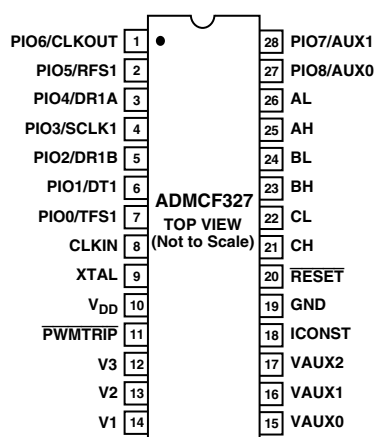 PIO6/CLKOUT 1
PIO5/RFS1 2
PIO4/DR1A 3
PIO3/SCLK1 4
PIO2/DR1B 5
PIO1/DT1 6
PIO0/TFS1 7
CLKIN 8
XTAL 9
VDD 10
PWMTRIP 11
V3 12
V2 13
V1 14
ADMCF327
TOP VIEW
(Not to Scale)
28 PIO7/AUX1
27 PIO8/AUX0
26 AL
25 AH
24 BL
23 BH
22 CL
21 CH
20 RESET
19 GND
18 ICONST
17 VAUX2
16 VAUX1
15 VAUX0